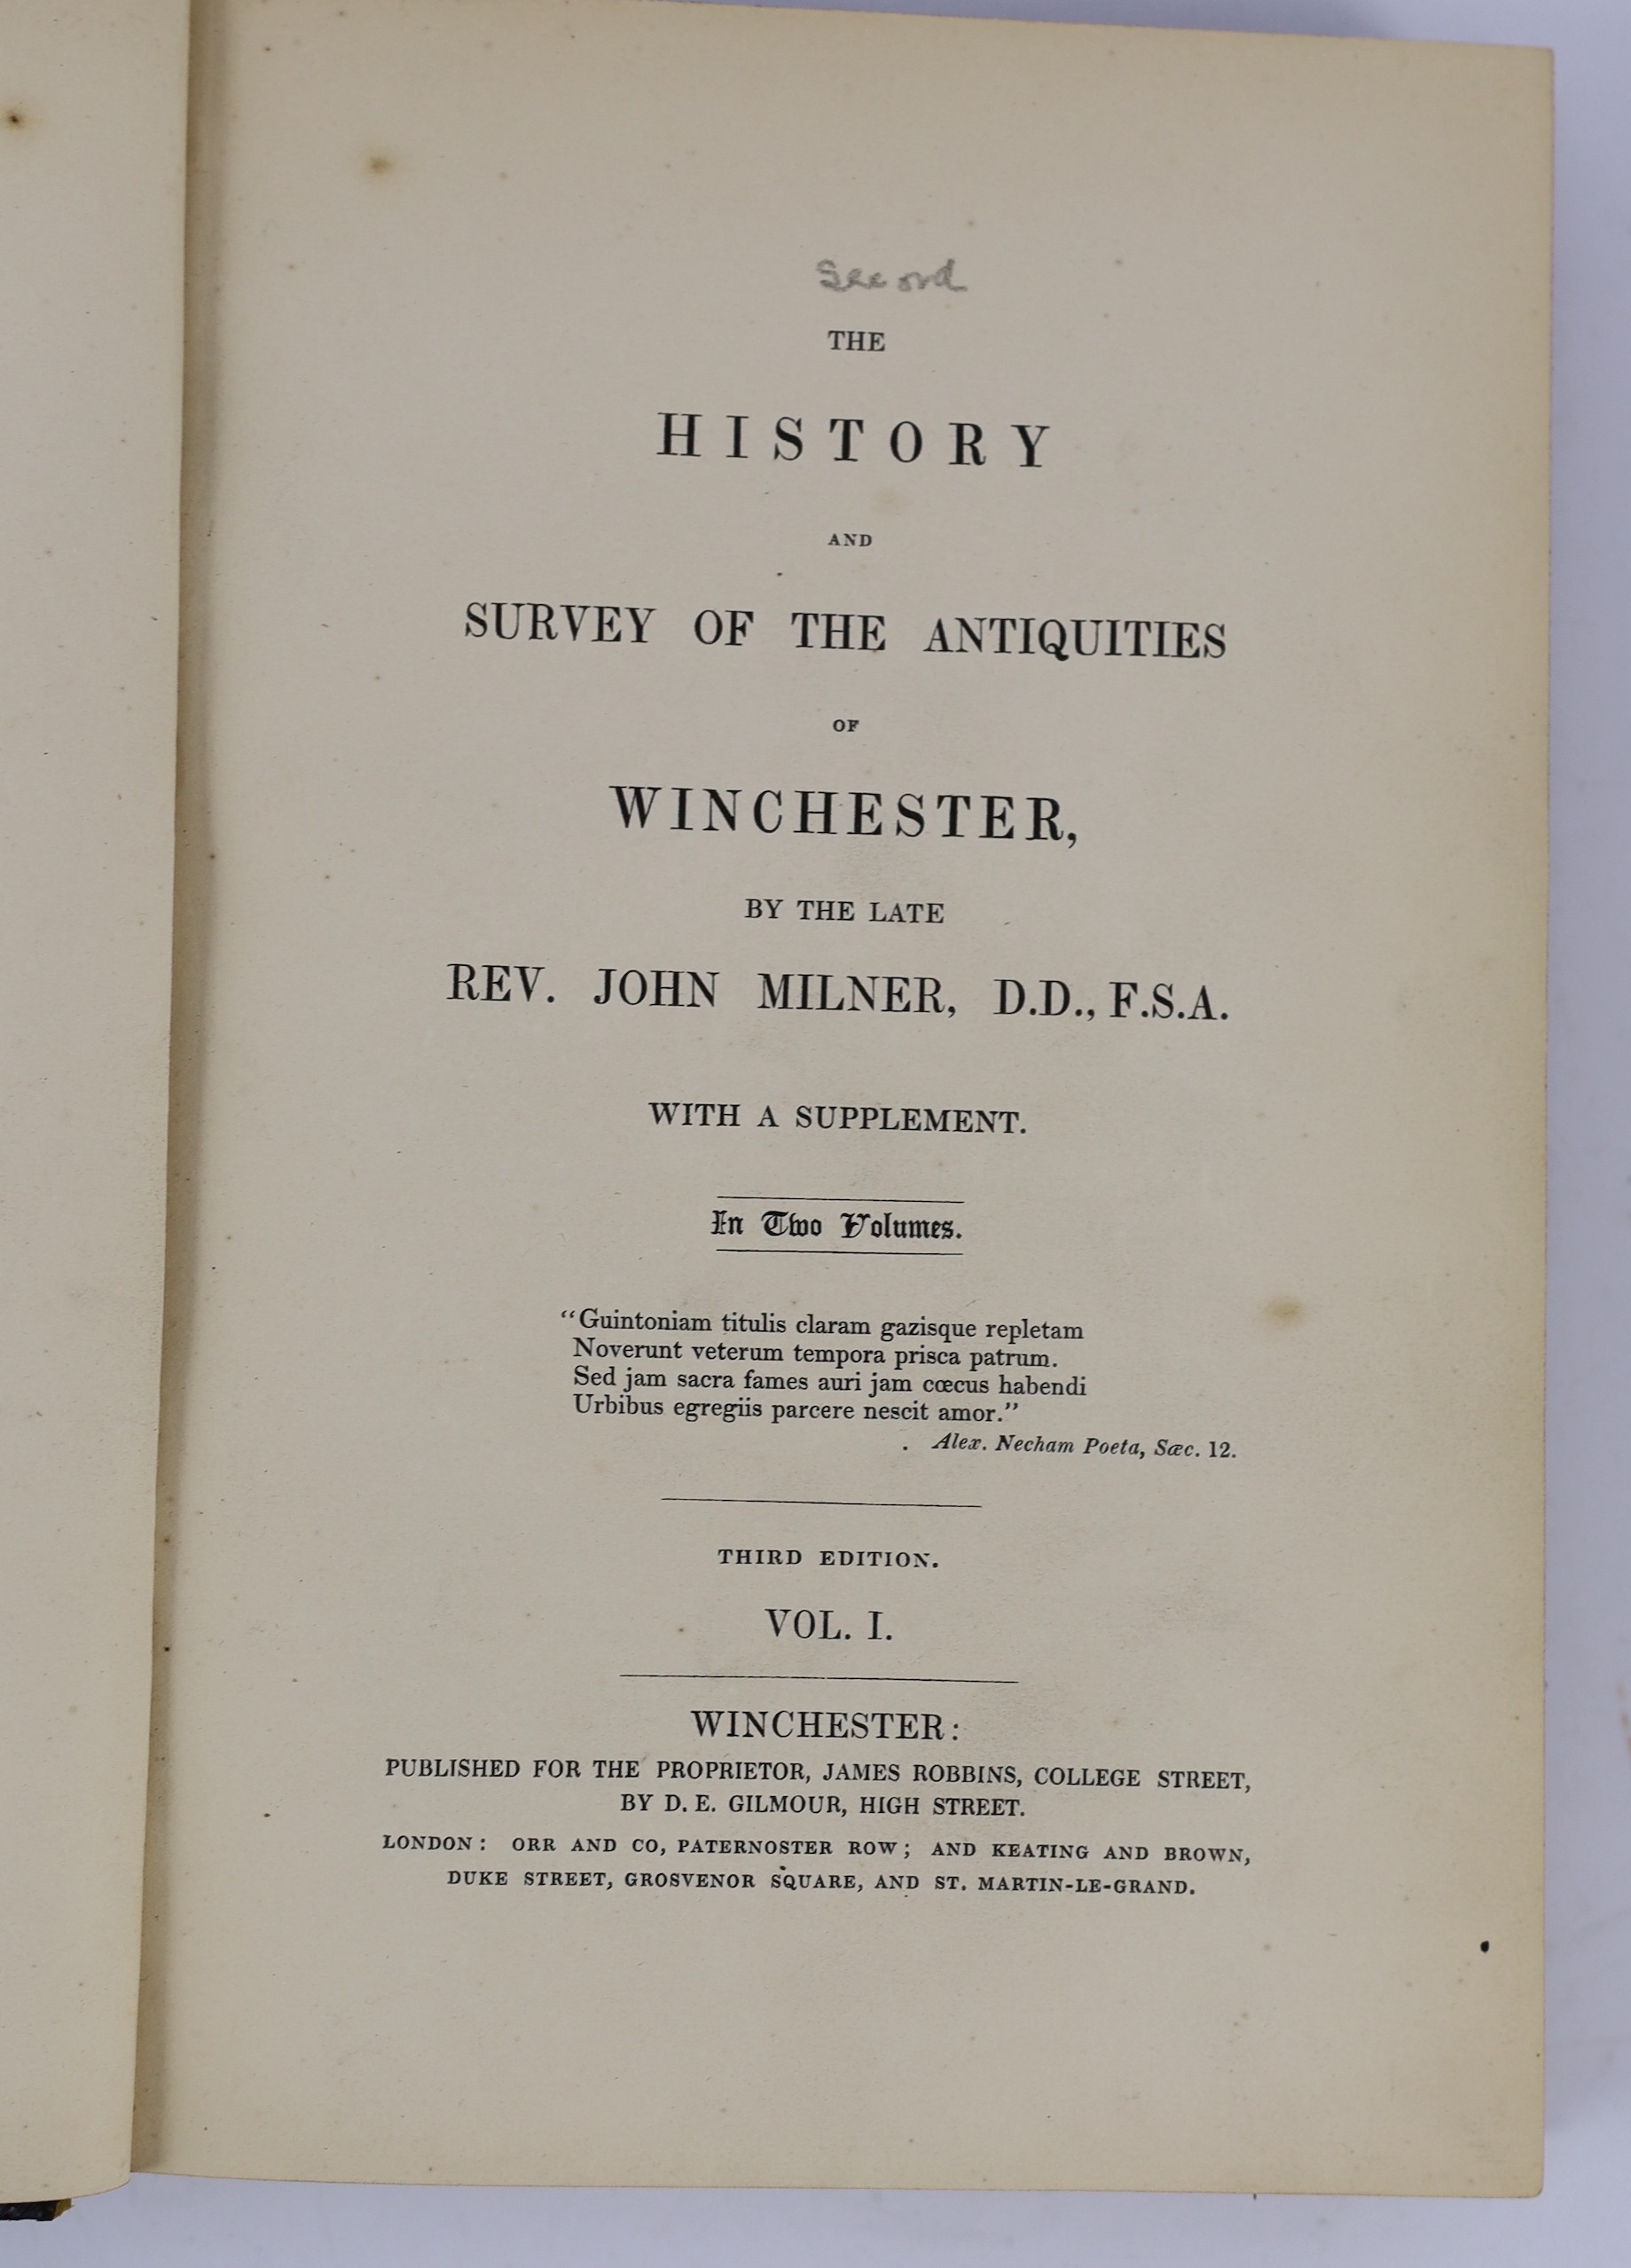 Second
THE
HISTORY
AND
SURVEY OF THE ANTIQUITIES
OF
WINCHESTER,
BY THE LATE
REV. JOHN MILNER, D.D., F.S.A.
WITH A SUPPLEMENT.
In Two Volumes.
“Guintoniam titulis claram gazisque repletam
Noverunt veterum tempora prisca patrum.
Sed jam sacra fames auri jam cœcus habendi
Urbibus egregiis parcere nescit amor.”
Alex. Necham Poeta, Sæc. 12.
THIRD EDITION.
VOL. I.
WINCHESTER:
PUBLISHED FOR THE PROPRIETOR, JAMES ROBBINS, COLLEGE STREET,
BY D. E. GILMOUR, HIGH STREET.
LONDON: ORR AND CO, PATERNOSTER ROW; AND KEATING AND BROWN,
DUKE STREET, GROSVENOR SQUARE, AND ST. MARTIN-LE-GRAND.